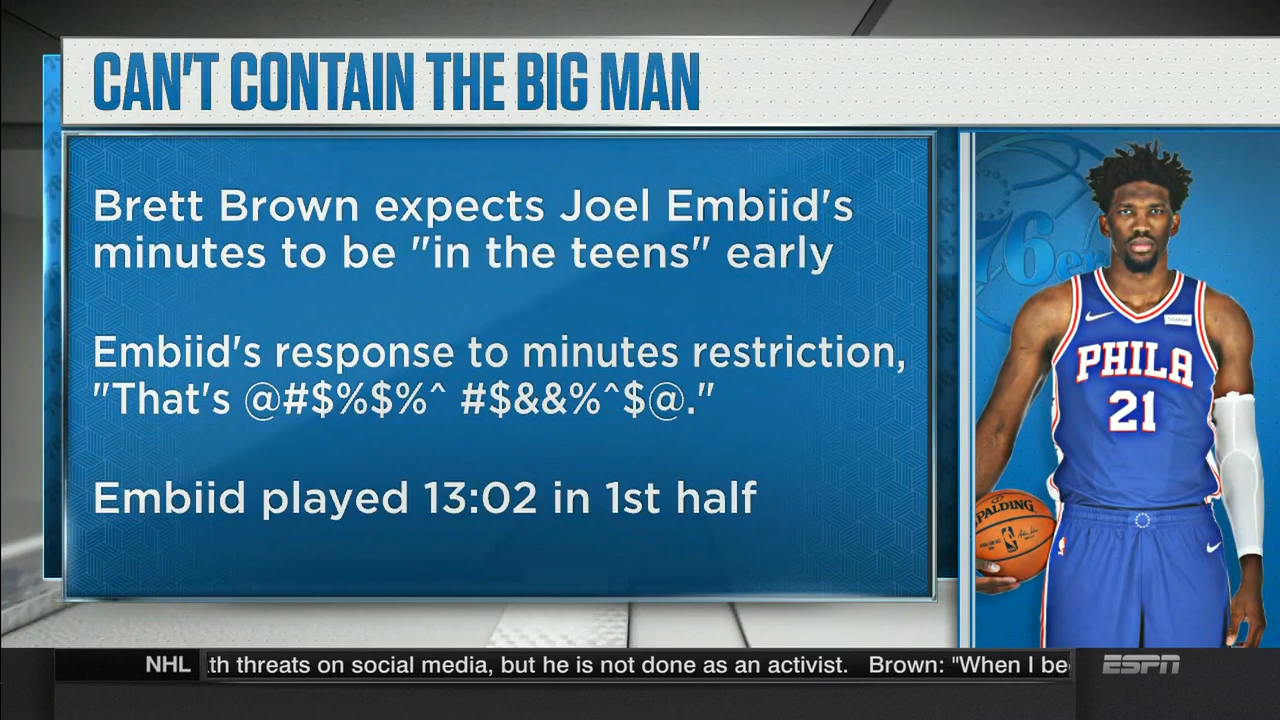 CAN'T CONTAIN THE BIG MAN
Brett Brown expects Joel Embiid's
minutes to be "in the teens" early
Embiid's response to minutes restriction,
"That's @#$%$%^ #$&&%^$@."
Embiid played 13:02 in 1st half
76ers
PHILA
21
SPALDING
NHL .th threats on social media, but he is not done as an activist. Brown: "When I be
ESPN